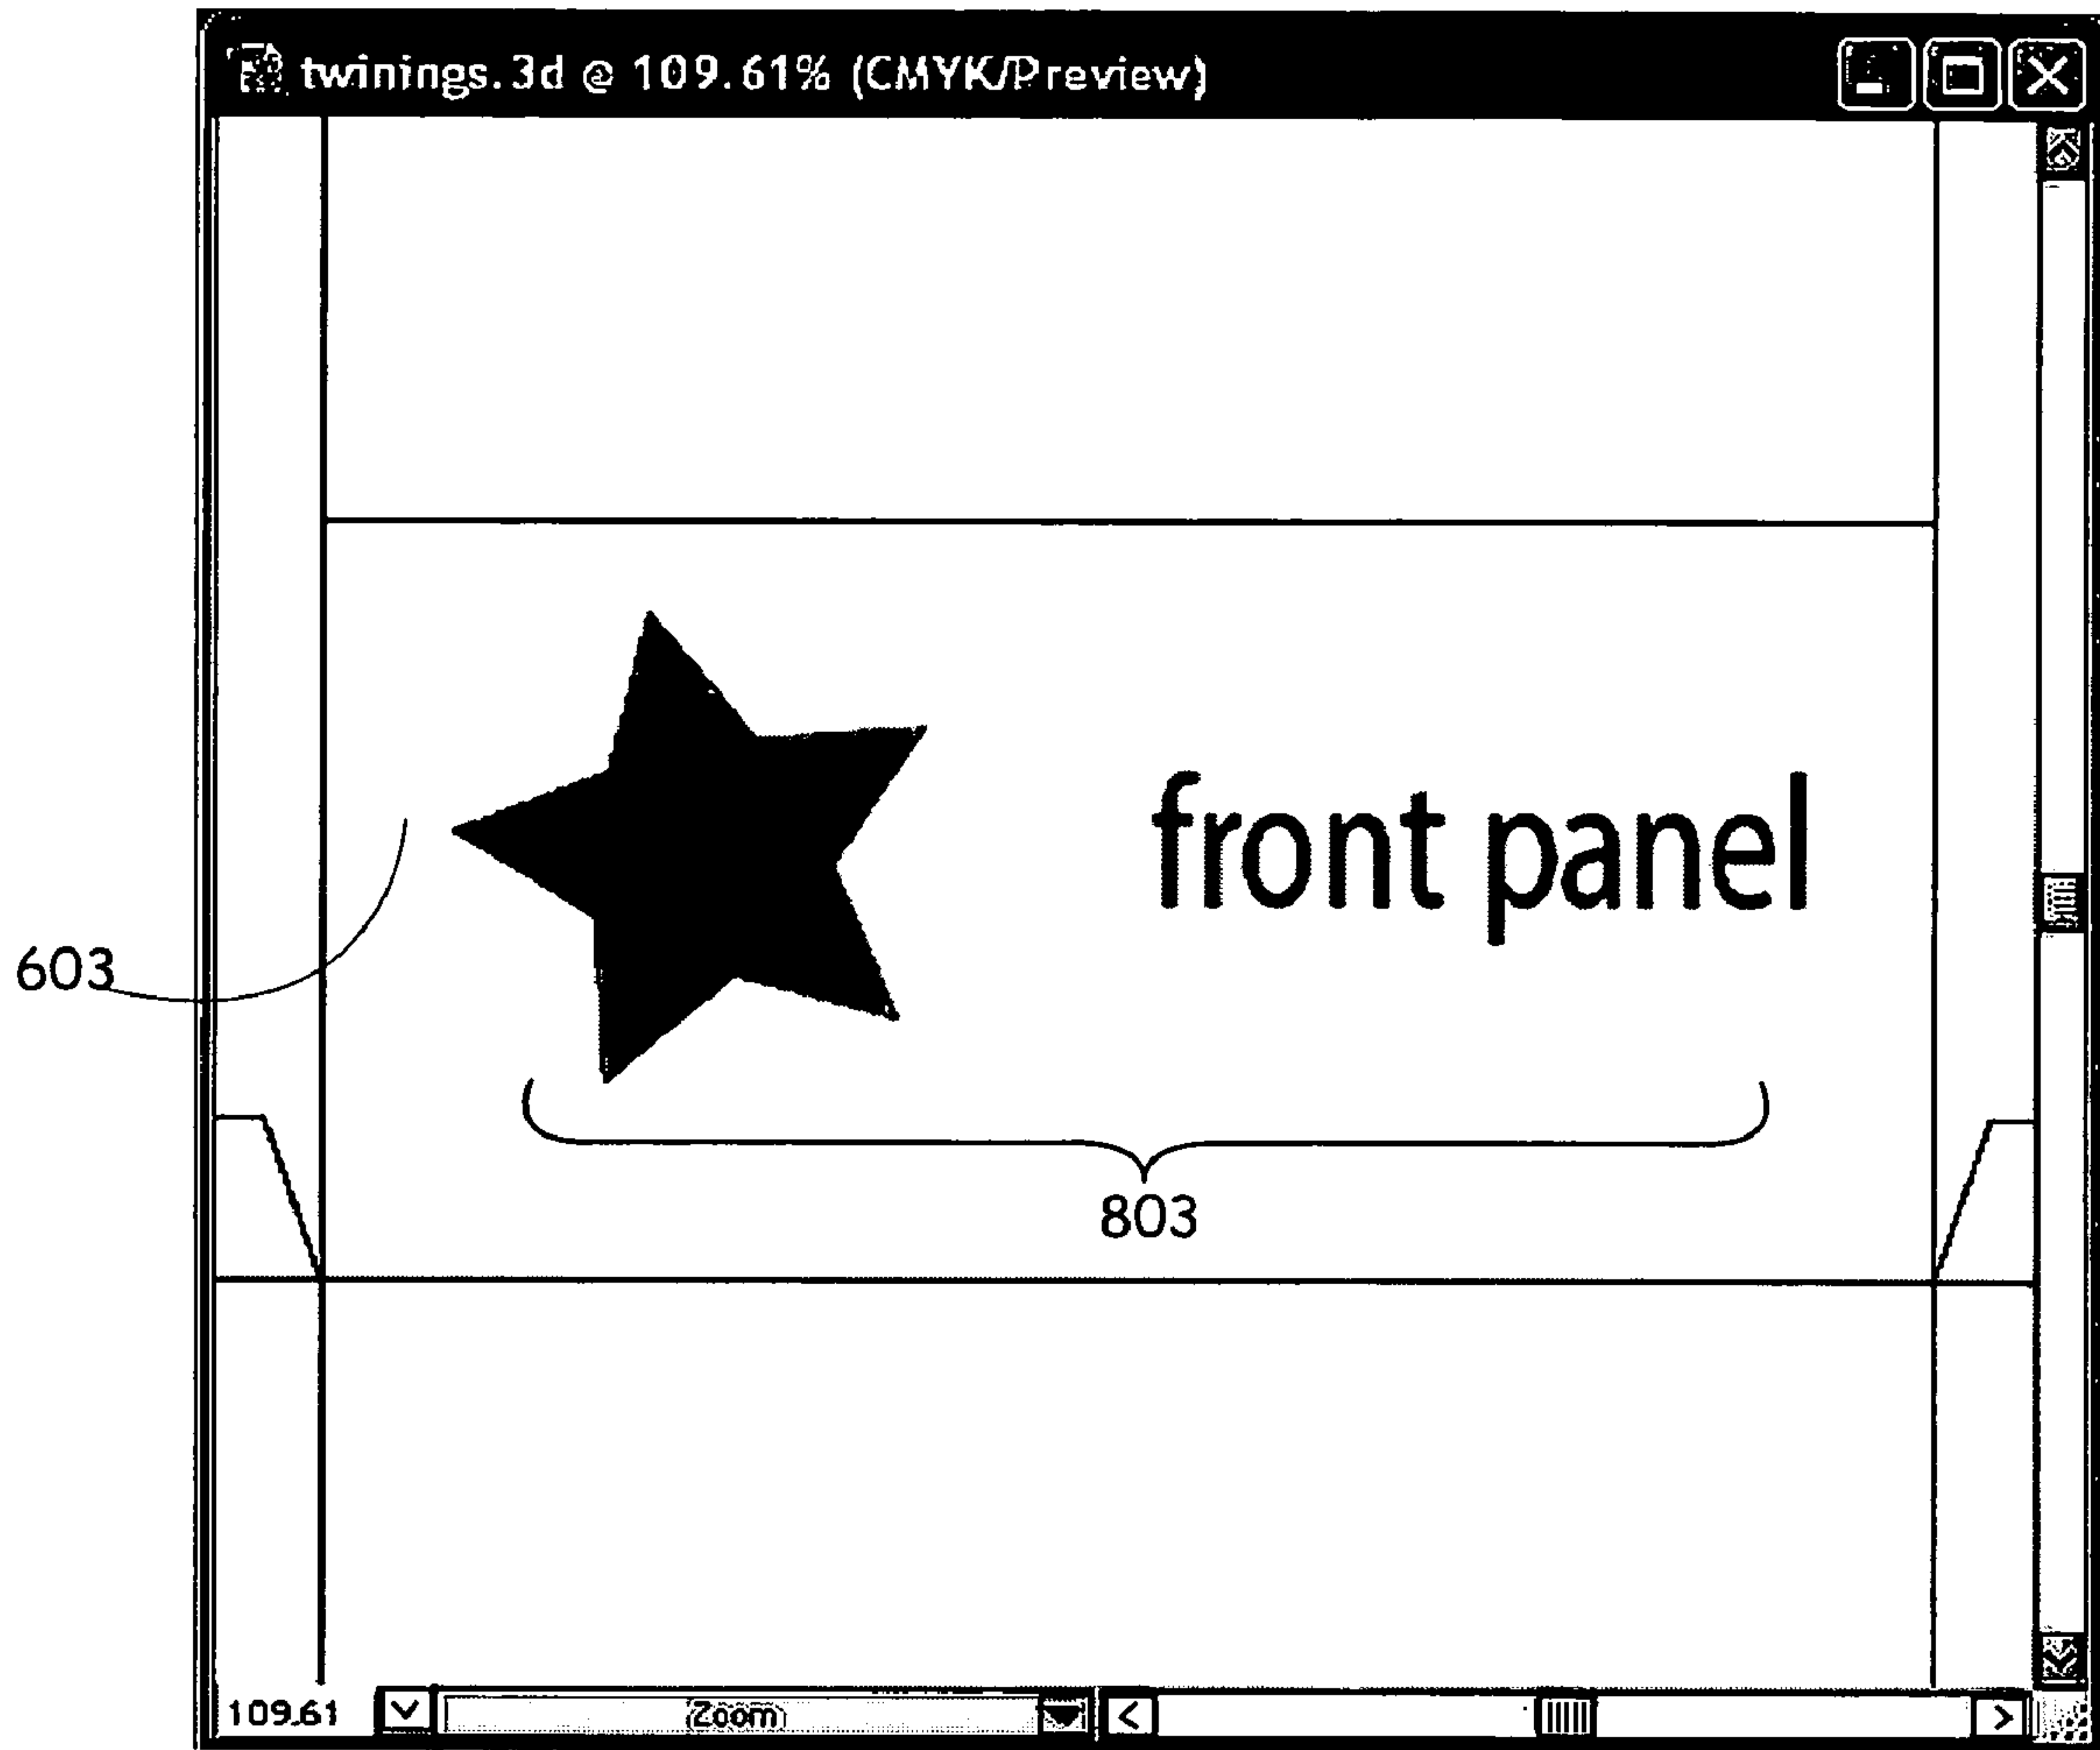 twinings.3d @ 109.61% (CMYK/Preview)
front panel
603
803
109.61
Zoom